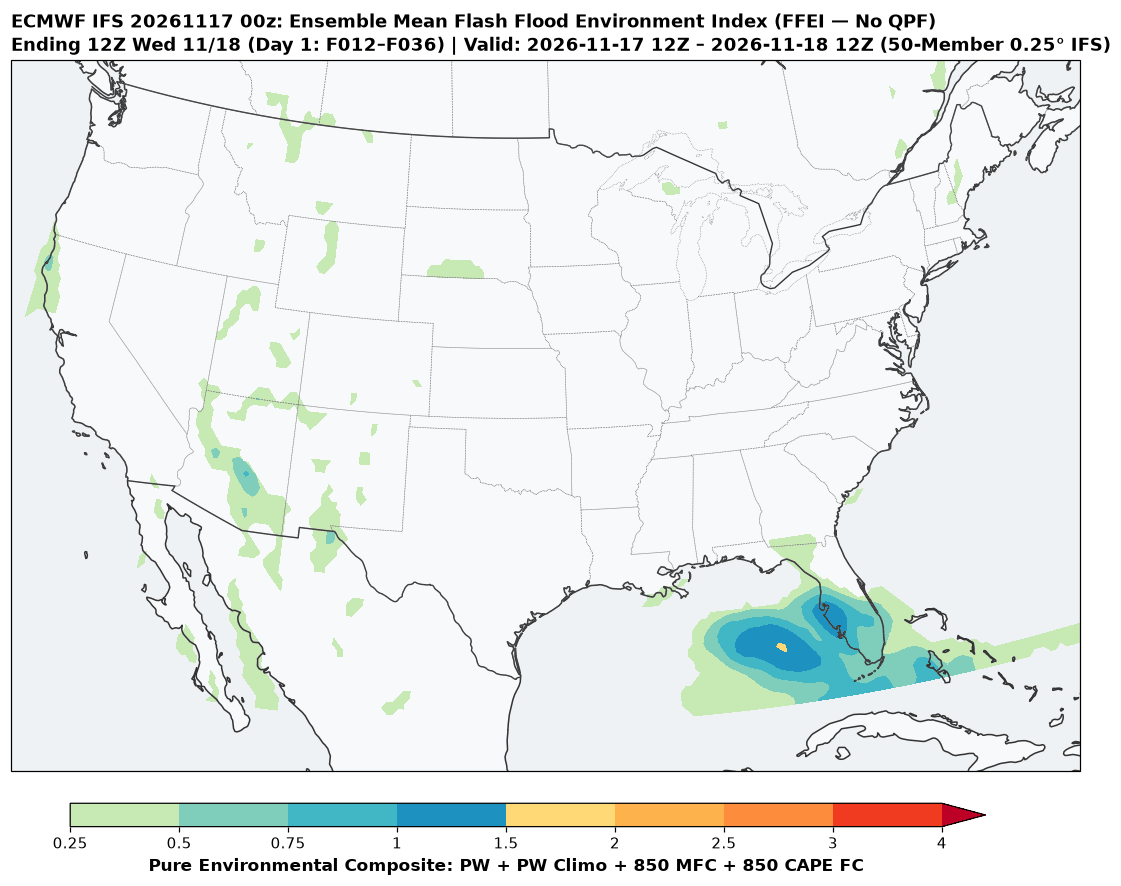 ECMWF IFS 20261117 00z: Ensemble Mean Flash Flood Environment Index (FFEI — No QPF)
Ending 12Z Wed 11/18 (Day 1: F012–F036) | Valid: 2026-11-17 12Z – 2026-11-18 12Z (50-Member 0.25° IFS)
0.25 0.5 0.75 1 1.5 2 2.5 3 4
Pure Environmental Composite: PW + PW Climo + 850 MFC + 850 CAPE FC